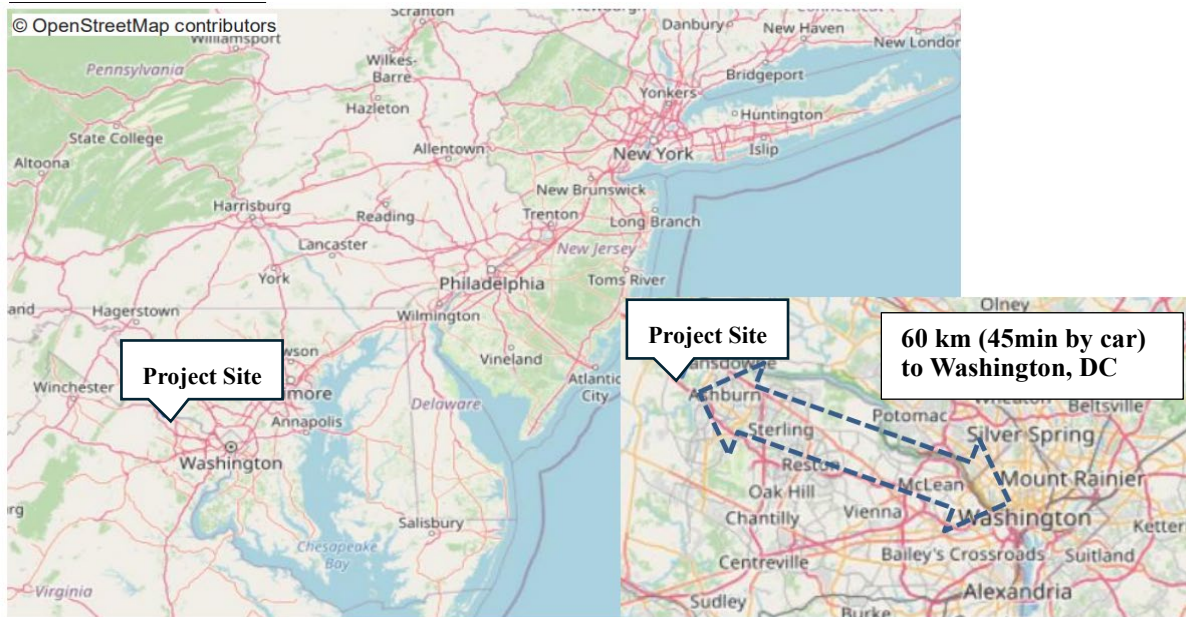 © OpenStreetMap contributors
Scranton
Danbury
New Haven
New London
Williamsport
Wilkes-
Barre
Bridgeport
Pennsylvania
Yonkers
Hazleton
Huntington
State College
Allentown
New York
Islip
Altoona
New Brunswick
Harrisburg
Reading
Trenton
Long Branch
Lancaster
New Jersey
York
Philadelphia
Toms River
Hagerstown
Wilmington
Project Site
Vineland
Winchester
Atlantic
City
Annapolis
Delaware
Washington
Salisbury
Chesapeake
Bay
Virginia
Olney
Project Site
60 km (45min by car)
to Washington, DC
Ashburn
Potomac
Beltsville
Sterling
Silver Spring
Reston
McLean
Mount Rainier
Oak Hill
Vienna
Washington
Chantilly
Bailey's Crossroads
Suitland
Centreville
Alexandria
Sudley
Burke